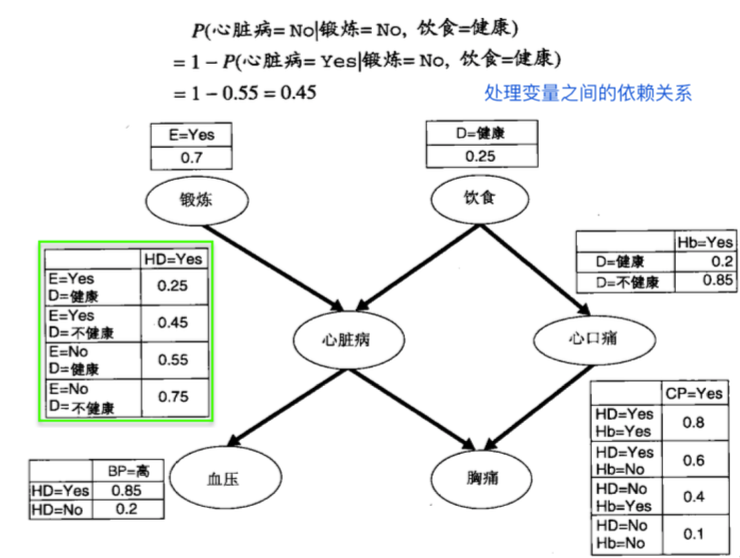 P(心脏病= No|锻炼= No, 饮食=健康)
= 1 − P(心脏病= Yes|锻炼= No, 饮食=健康)
= 1 − 0.55 = 0.45
处理变量之间的依赖关系
E=Yes
0.7
D=健康
0.25
锻炼
饮食
HD=Yes
E=Yes
D=健康
0.25
E=Yes
D=不健康
0.45
E=No
D=健康
0.55
E=No
D=不健康
0.75
Hb=Yes
D=健康 0.2
D=不健康 0.85
心脏病
心口痛
CP=Yes
HD=Yes
Hb=Yes
0.8
HD=Yes
Hb=No
0.6
HD=No
Hb=Yes
0.4
HD=No
Hb=No
0.1
BP=高
HD=Yes 0.85
HD=No 0.2
血压
胸痛